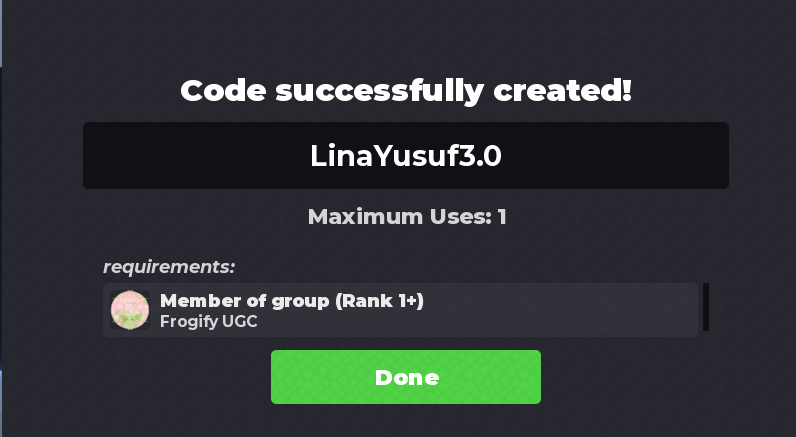 Code successfully created!
LinaYusuf3.0
Maximum Uses: 1
requirements:
Member of group (Rank 1+)
Frogify UGC
Done